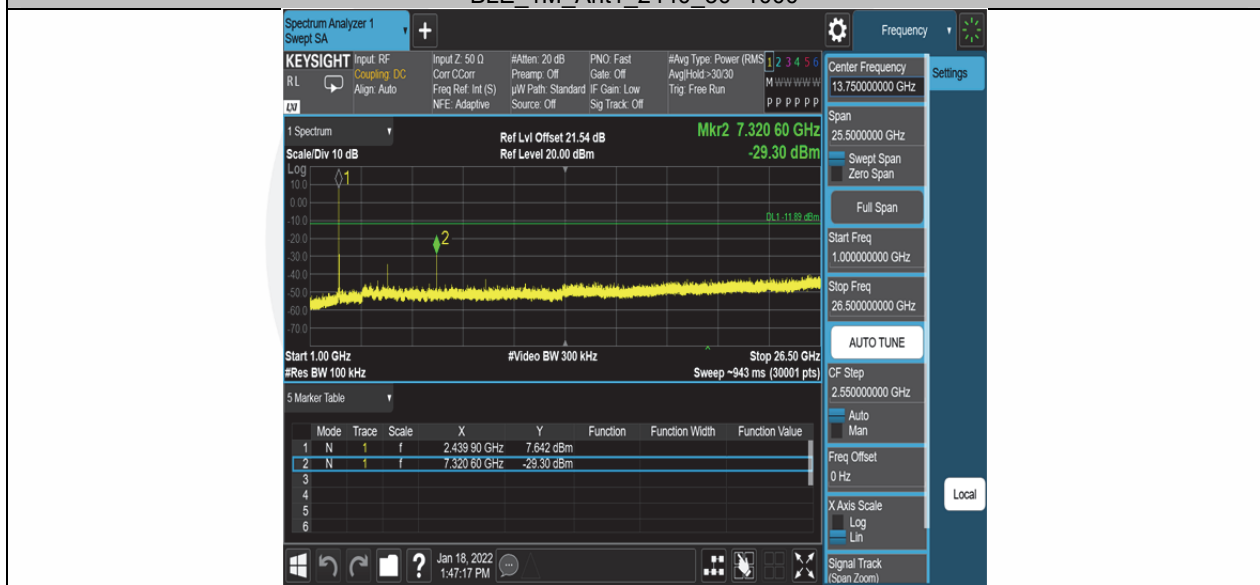 Spectrum Analyzer 1
Swept SA
+
Frequency
KEYSIGHT
RL
LXI
Input: RF
Coupling: DC
Align: Auto
Input Z: 50 Ω
Corr CCorr
Freq Ref: Int (S)
NFE: Adaptive
#Atten: 20 dB
Preamp: Off
µW Path: Standard
Source: Off
PNO: Fast
Gate: Off
IF Gain: Low
Sig Track: Off
#Avg Type: Power (RMS
Avg|Hold:>30/30
Trig: Free Run
1 2 3 4 5 6
M W W W W W
P P P P P P
Center Frequency
13.750000000 GHz
Settings
1 Spectrum
Scale/Div 10 dB
Ref Lvl Offset 21.54 dB
Ref Level 20.00 dBm
Mkr2 7.320 60 GHz
-29.30 dBm
Log
10.0
0.00
-10.0
-20.0
-30.0
-40.0
-50.0
-60.0
-70.0
1
2
DL1 -11.89 dBm
Start 1.00 GHz
#Res BW 100 kHz
#Video BW 300 kHz
Stop 26.50 GHz
Sweep ~943 ms (30001 pts)
Span
25.5000000 GHz
Swept Span
Zero Span
Full Span
Start Freq
1.000000000 GHz
Stop Freq
26.500000000 GHz
AUTO TUNE
CF Step
2.550000000 GHz
Auto
Man
Freq Offset
0 Hz
X Axis Scale
Log
Lin
Signal Track
(Span Zoom)
Local
5 Marker Table
Mode Trace Scale X Y Function Function Width Function Value
1 N 1 f 2.439 90 GHz 7.642 dBm
2 N 1 f 7.320 60 GHz -29.30 dBm
3
4
5
6
?
Jan 18, 2022
1:47:17 PM